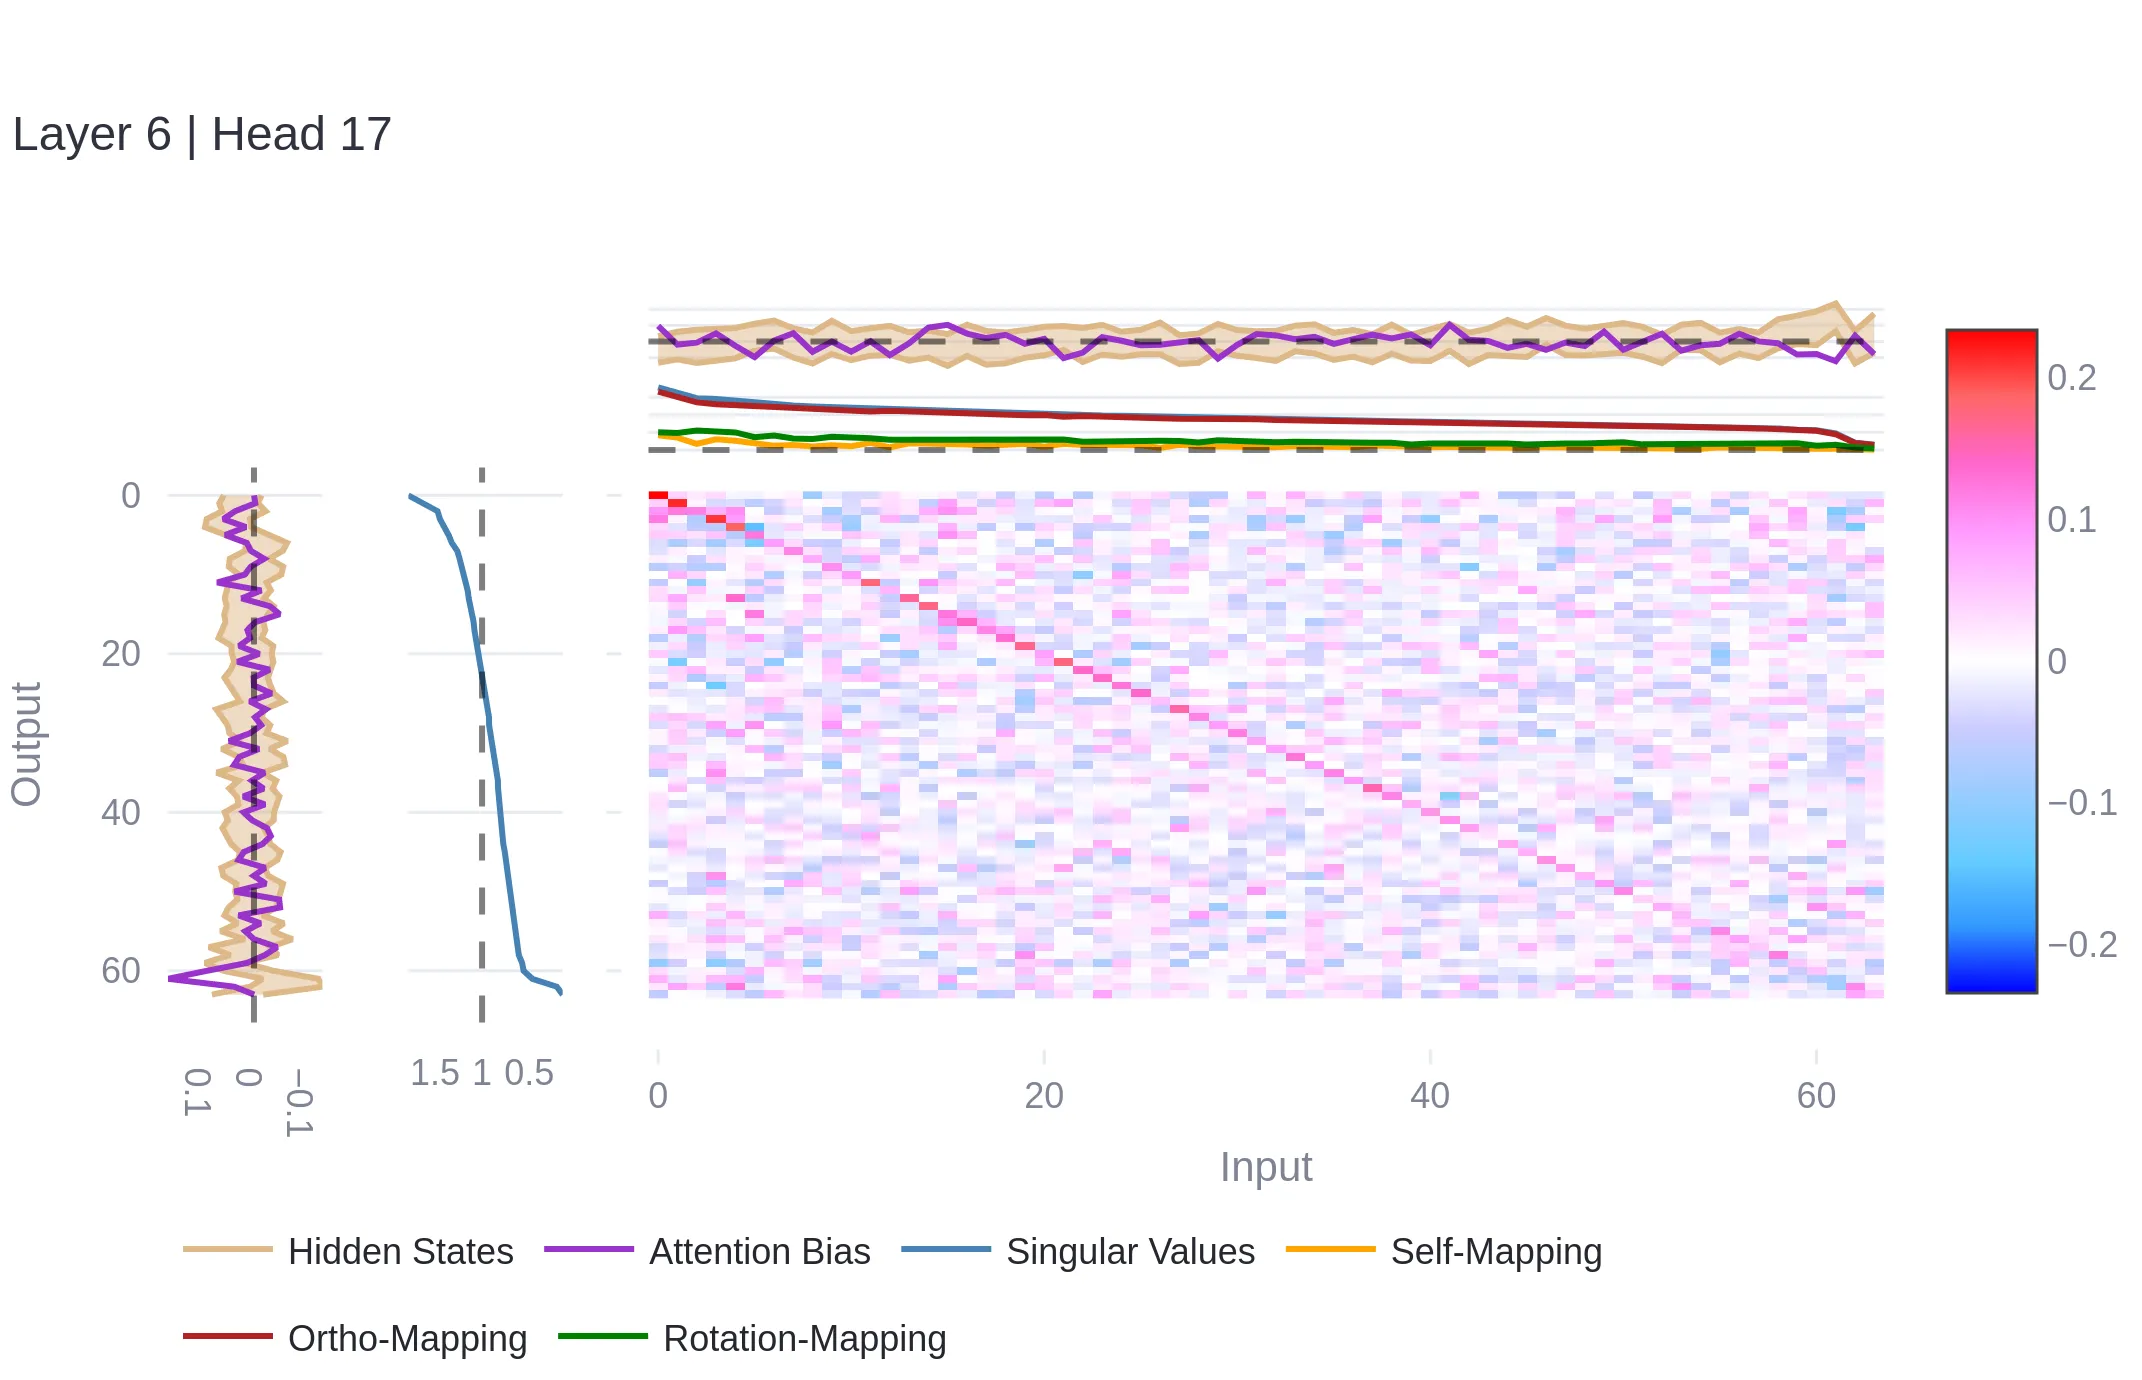 Layer 6 | Head 17
0.2
0.1
0
−0.1
−0.2
Output
0
20
40
60
0.1
0
−0.1
1.5 1 0.5
0
20
40
60
Input
Hidden States
Attention Bias
Singular Values
Self-Mapping
Ortho-Mapping
Rotation-Mapping